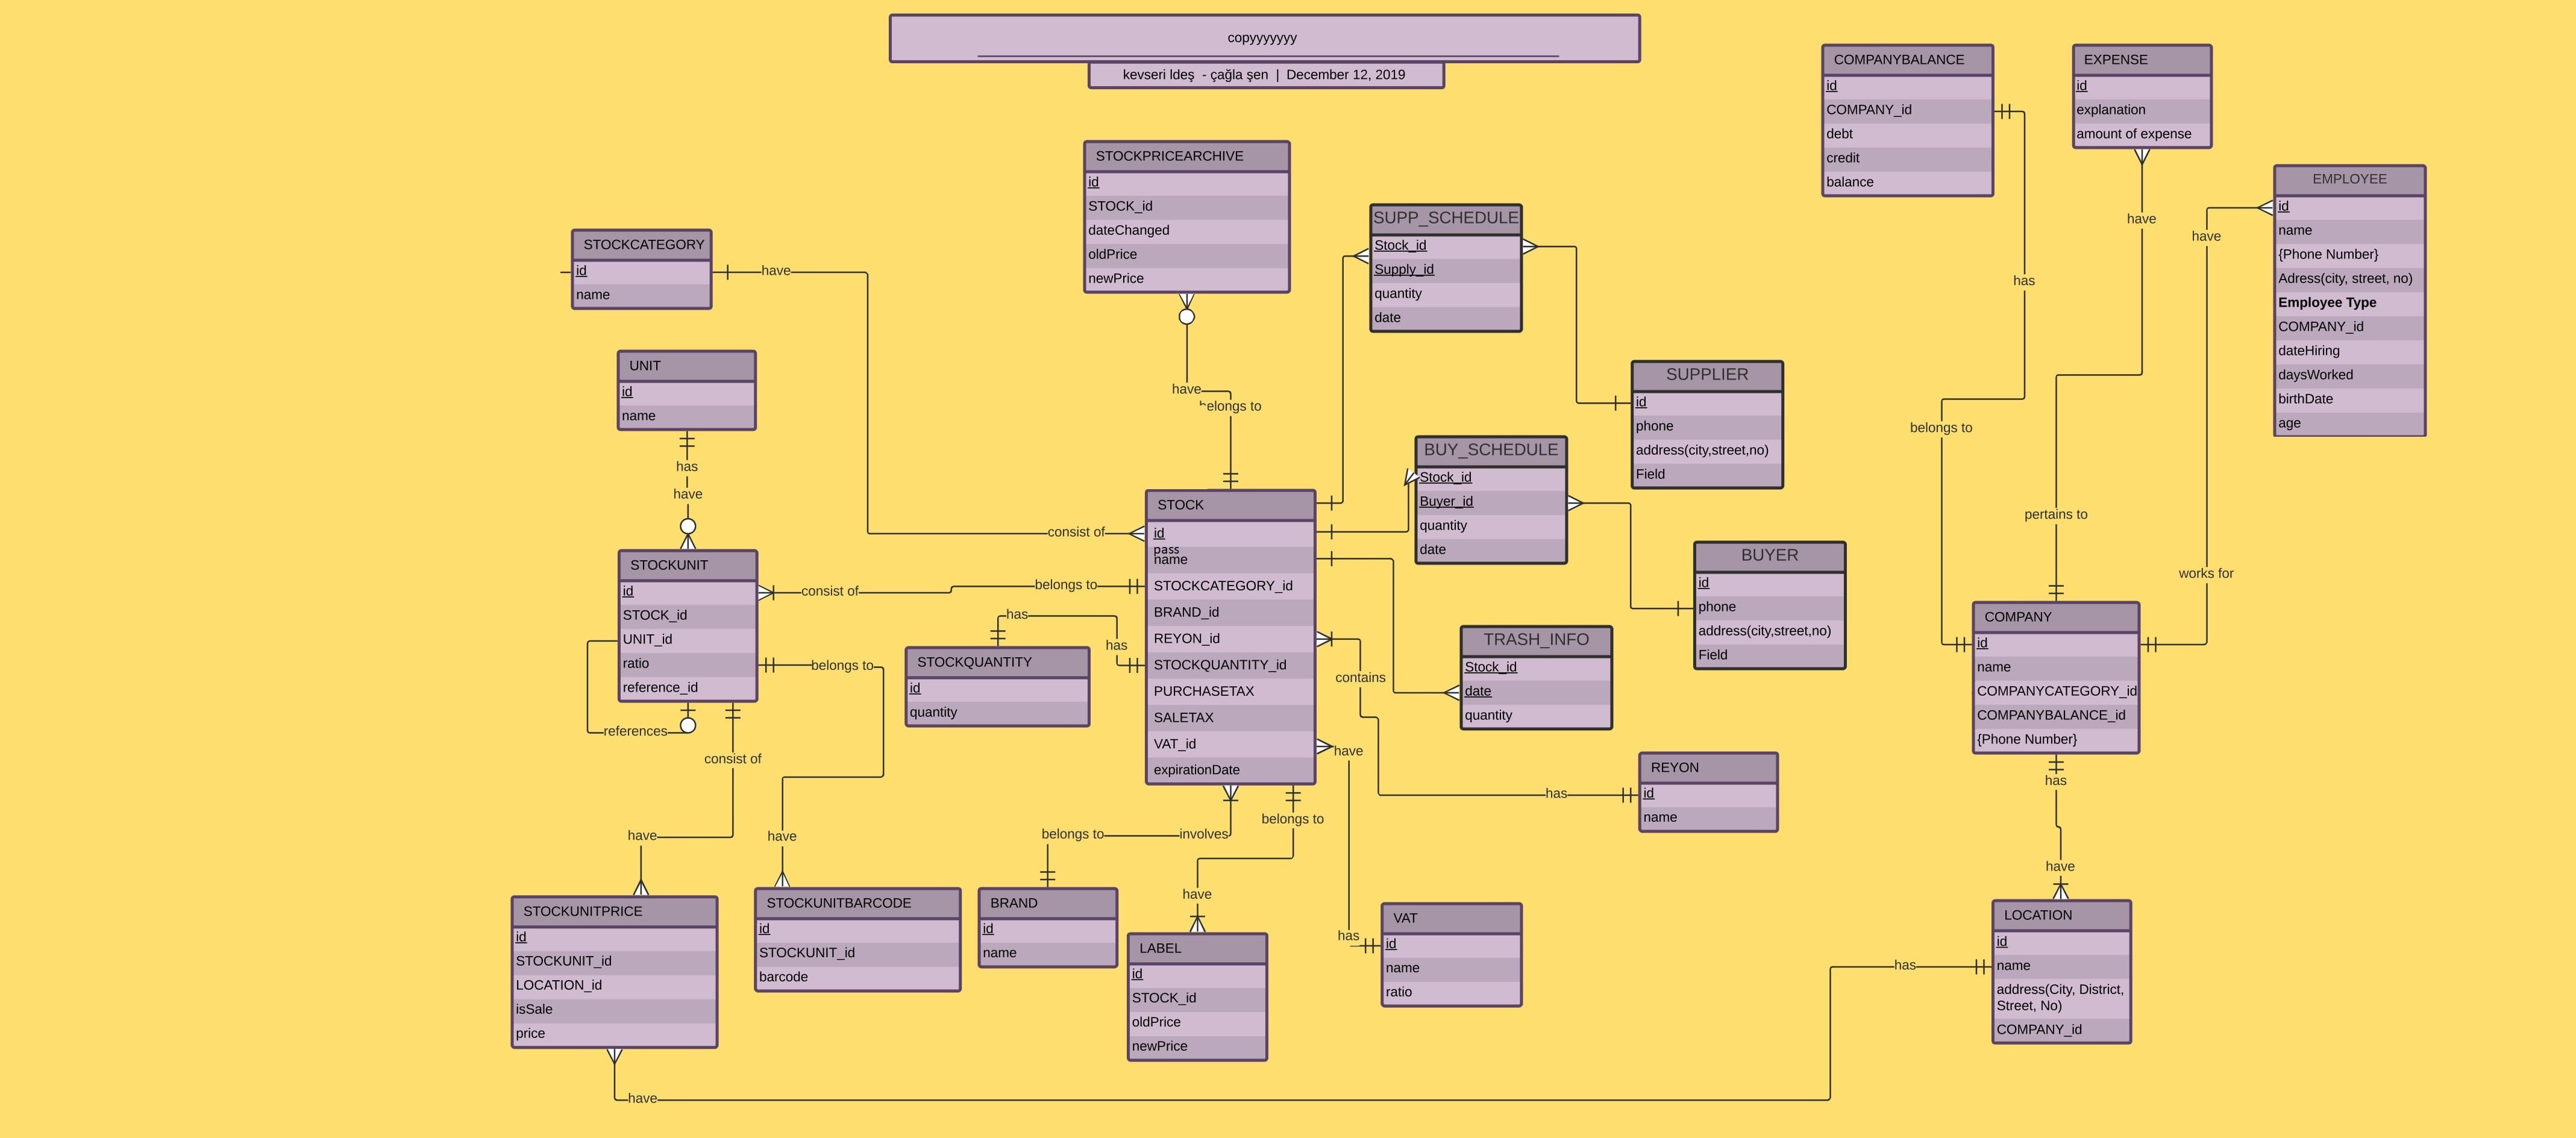 copyyyyyyy
kevseri ldeş  - çağla şen  |  December 12, 2019
COMPANYBALANCE
id
COMPANY_id
debt
credit
balance
EXPENSE
id
explanation
amount of expense
EMPLOYEE
id
name
{Phone Number}
Adress(city, street, no)
Employee Type
COMPANY_id
dateHiring
daysWorked
birthDate
age
STOCKPRICEARCHIVE
id
STOCK_id
dateChanged
oldPrice
newPrice
SUPP_SCHEDULE
Stock_id
Supply_id
quantity
date
STOCKCATEGORY
id
name
have
have
have
have
has
UNIT
id
name
SUPPLIER
id
phone
address(city,street,no)
Field
have
belongs to
belongs to
BUY_SCHEDULE
Stock_id
Buyer_id
quantity
date
has
have
STOCK
id
pass
name
STOCKCATEGORY_id
BRAND_id
REYON_id
STOCKQUANTITY_id
PURCHASETAX
SALETAX
VAT_id
expirationDate
consist of
pertains to
works for
BUYER
id
phone
address(city,street,no)
Field
STOCKUNIT
id
STOCK_id
UNIT_id
ratio
reference_id
consist of
belongs to
has
has
belongs to
STOCKQUANTITY
id
quantity
contains
TRASH_INFO
Stock_id
date
quantity
COMPANY
id
name
COMPANYCATEGORY_id
COMPANYBALANCE_id
{Phone Number}
references
consist of
have
REYON
id
name
has
has
have
have
belongs to
involves
belongs to
have
have
STOCKUNITPRICE
id
STOCKUNIT_id
LOCATION_id
isSale
price
STOCKUNITBARCODE
id
STOCKUNIT_id
barcode
BRAND
id
name
LABEL
id
STOCK_id
oldPrice
newPrice
has
VAT
id
name
ratio
has
LOCATION
id
name
address(City, District,
Street, No)
COMPANY_id
have